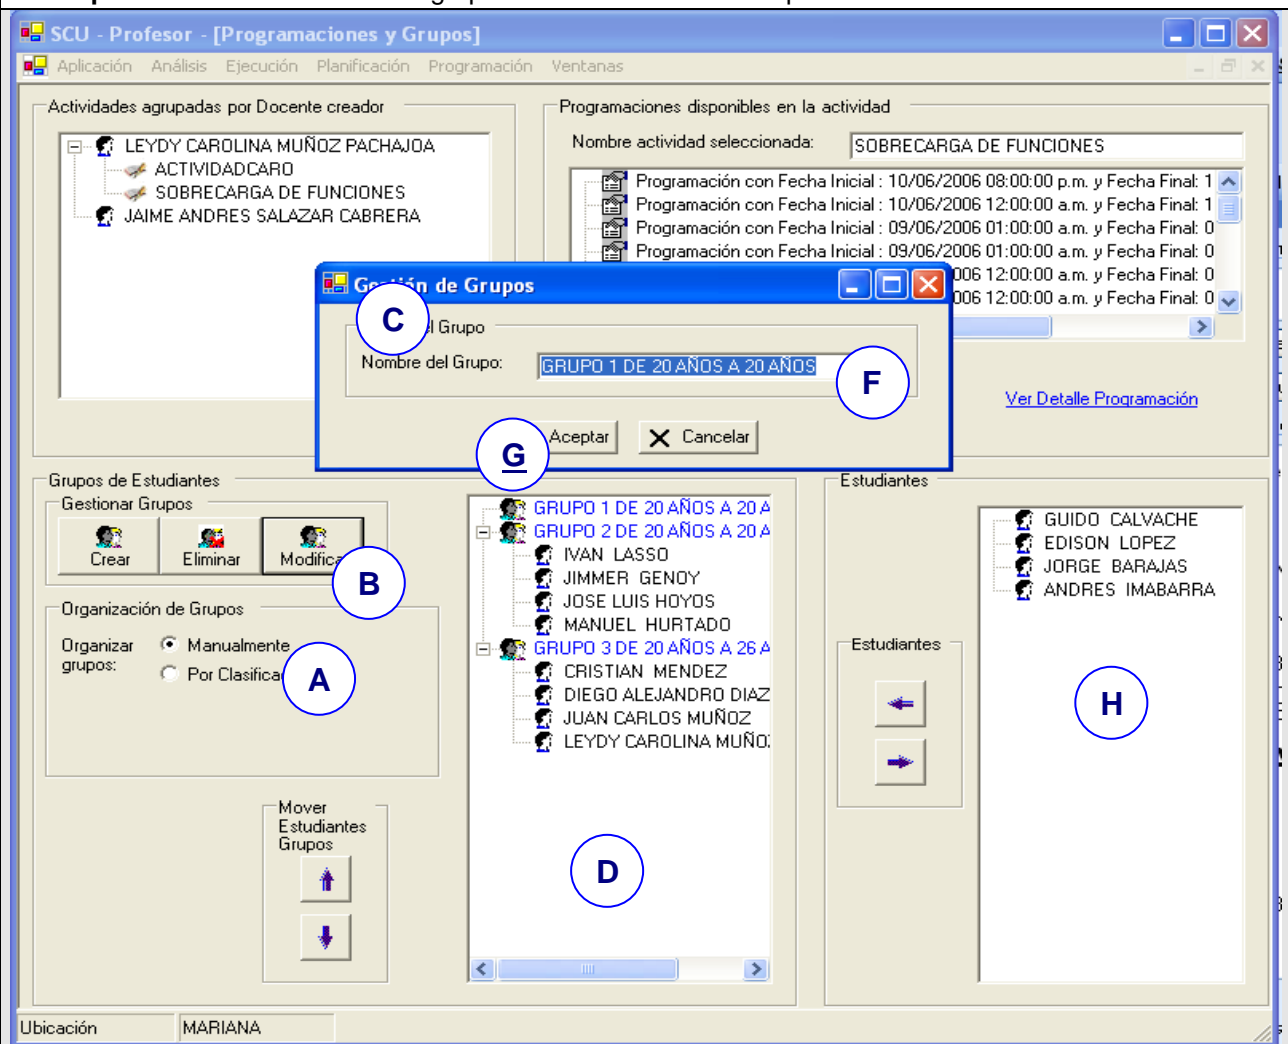 SCU - Profesor - [Programaciones y Grupos]
Aplicación Análisis Ejecución Planificación Programación Ventanas
Actividades agrupadas por Docente creador
LEYDY CAROLINA MUÑOZ PACHAJOA
ACTIVIDADCARO
SOBRECARGA DE FUNCIONES
JAIME ANDRES SALAZAR CABRERA
Programaciones disponibles en la actividad
Nombre actividad seleccionada: SOBRECARGA DE FUNCIONES
Programación con Fecha Inicial : 10/06/2006 08:00:00 p.m. y Fecha Final: 1
Programación con Fecha Inicial : 10/06/2006 12:00:00 a.m. y Fecha Final: 1
Programación con Fecha Inicial : 09/06/2006 01:00:00 a.m. y Fecha Final: 0
Programación con Fecha Inicial : 09/06/2006 01:00:00 a.m. y Fecha Final: 0
006 12:00:00 a.m. y Fecha Final: 0
006 12:00:00 a.m. y Fecha Final: 0
Ver Detalle Programación
Gestión de Grupos
C
el Grupo
Nombre del Grupo: GRUPO 1 DE 20 AÑOS A 20 AÑOS
F
G
Aceptar Cancelar
Grupos de Estudiantes
Gestionar Grupos
Crear Eliminar Modifica
B
Organización de Grupos
Organizar grupos:
Manualmente
Por Clasifica
A
Mover
Estudiantes
Grupos
GRUPO 1 DE 20 AÑOS A 20 A
GRUPO 2 DE 20 AÑOS A 20 A
IVAN LASSO
JIMMER GENOY
JOSE LUIS HOYOS
MANUEL HURTADO
GRUPO 3 DE 20 AÑOS A 26 A
CRISTIAN MENDEZ
DIEGO ALEJANDRO DIAZ
JUAN CARLOS MUÑOZ
LEYDY CAROLINA MUÑO
D
Estudiantes
Estudiantes
GUIDO CALVACHE
EDISON LOPEZ
JORGE BARAJAS
ANDRES IMABARRA
H
Ubicación MARIANA